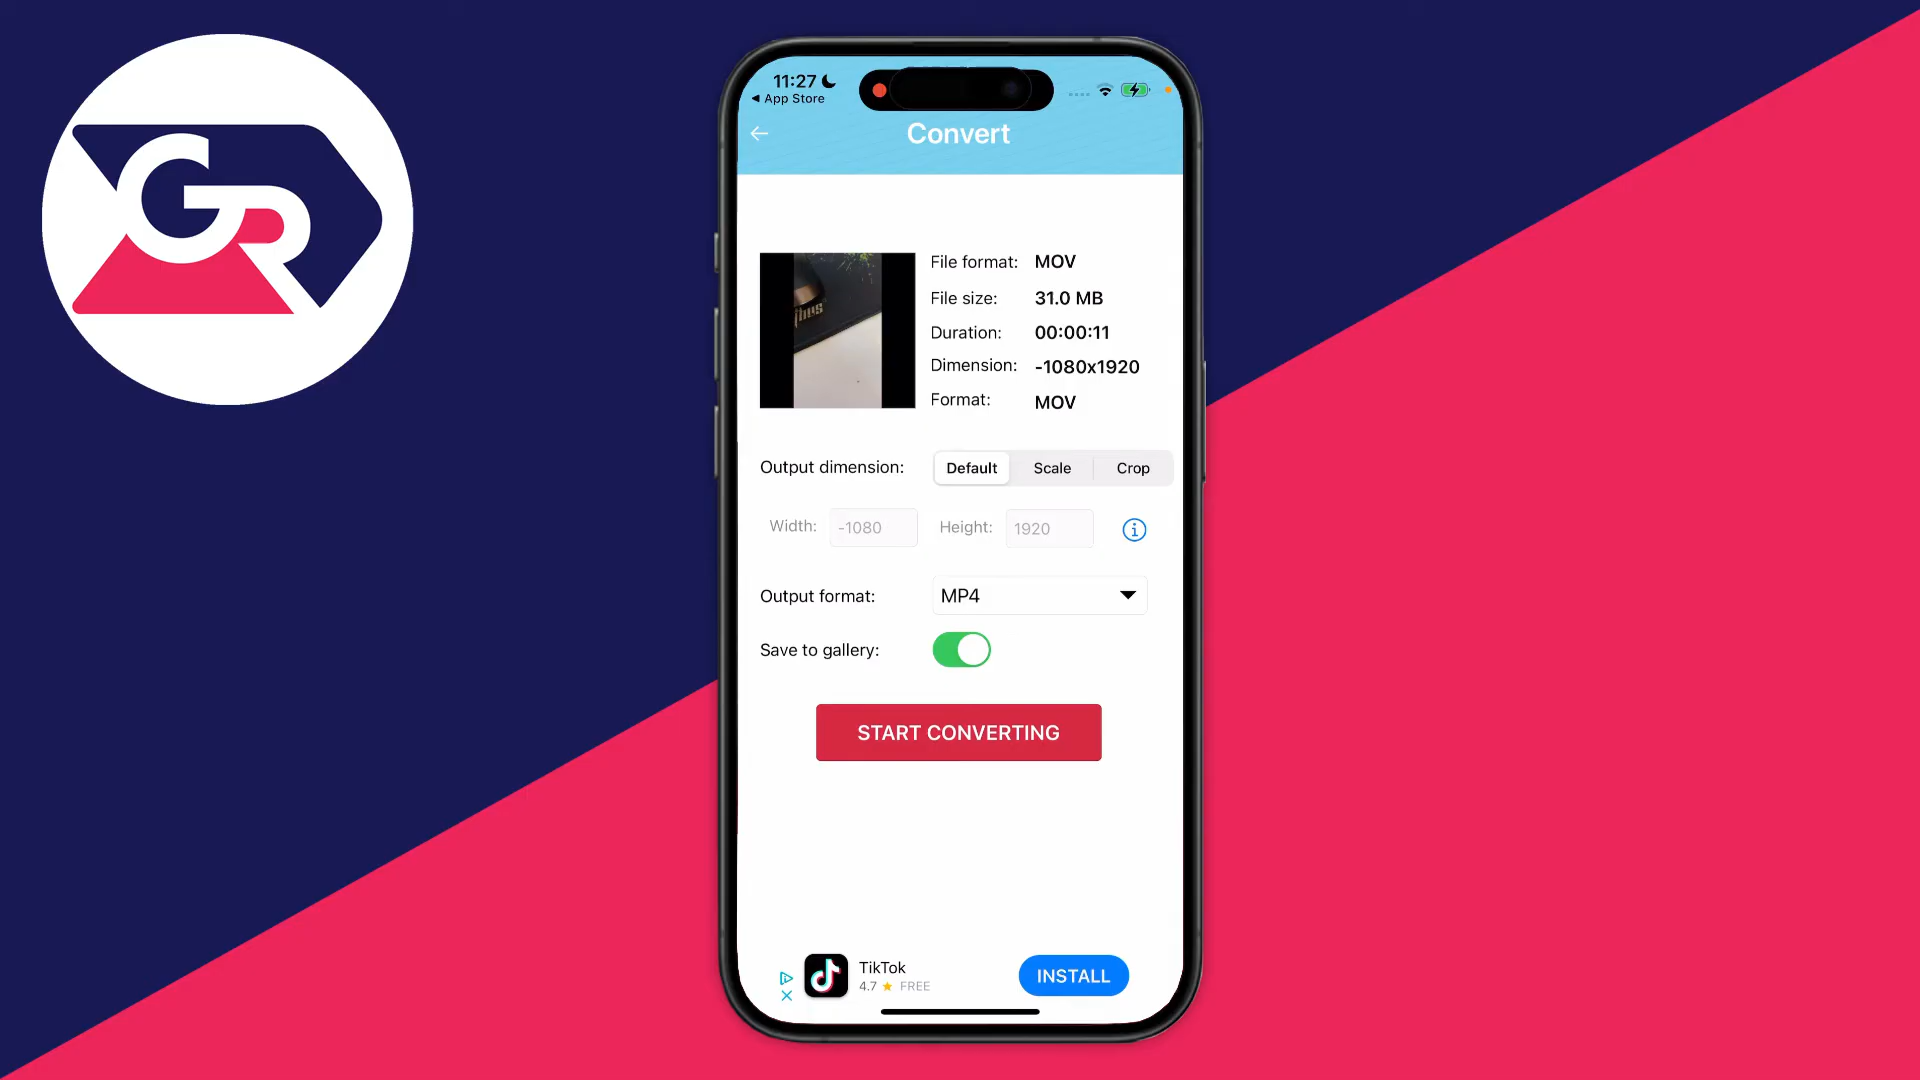 GR
11:27
◀ App Store
Convert
File format: MOV
File size: 31.0 MB
Duration: 00:00:11
Dimension: -1080x1920
Format: MOV
Output dimension: Default Scale Crop
Width: -1080 Height: 1920
Output format: MP4
Save to gallery:
START CONVERTING
TikTok
4.7 ★ FREE
INSTALL